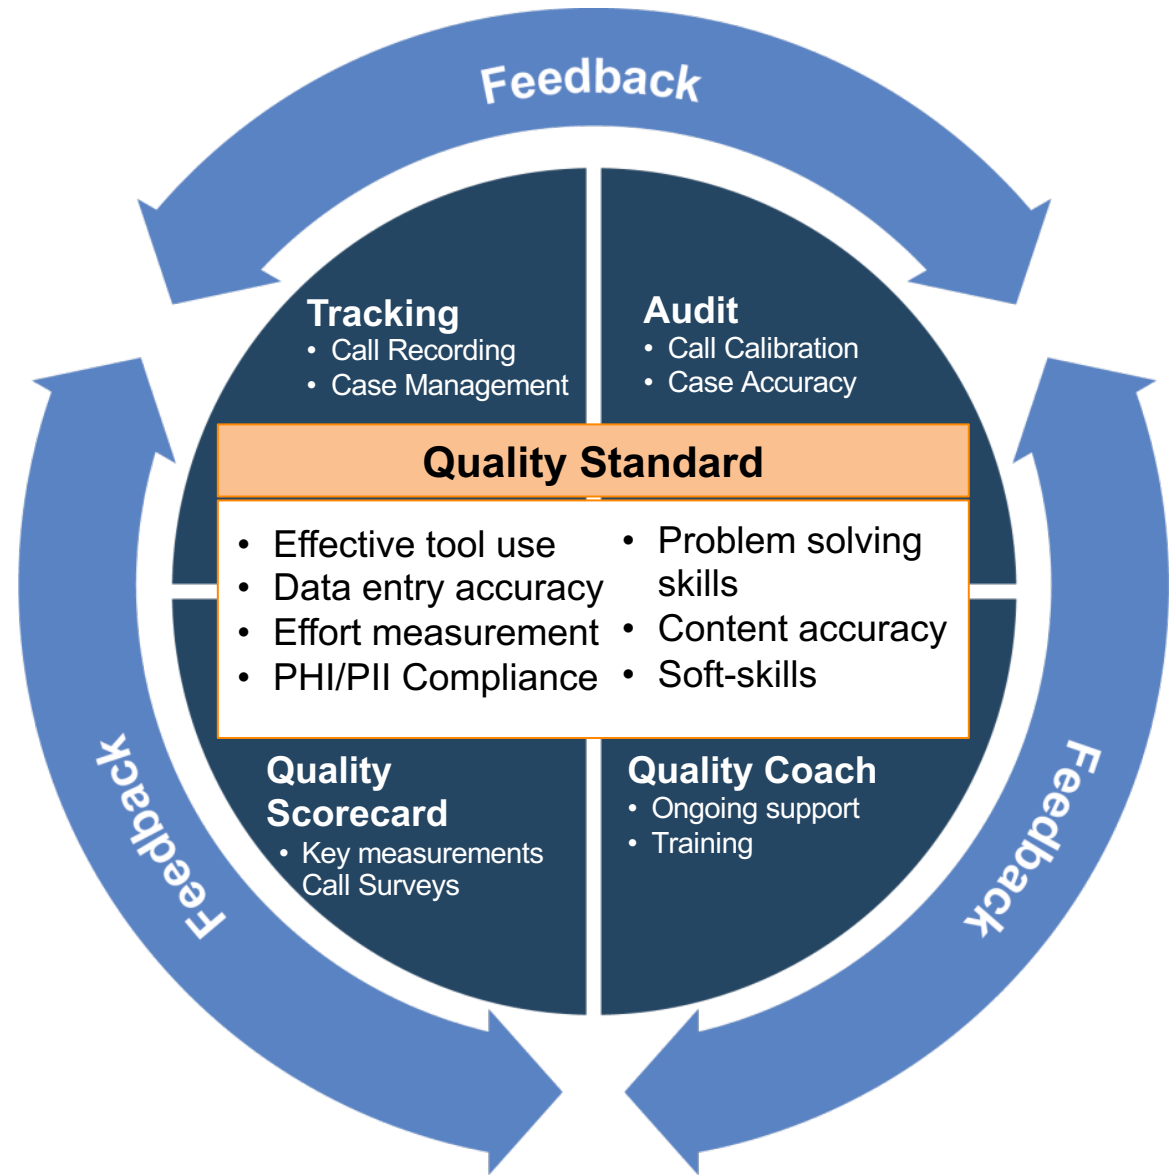 Feedback
Tracking
• Call Recording
• Case Management
Audit
• Call Calibration
• Case Accuracy
Quality Standard
• Effective tool use
• Data entry accuracy
• Effort measurement
• PHI/PII Compliance
• Problem solving
skills
• Content accuracy
• Soft-skills
Quality
Scorecard
• Key measurements
Call Surveys
Quality Coach
• Ongoing support
• Training
Feedback
Feedback